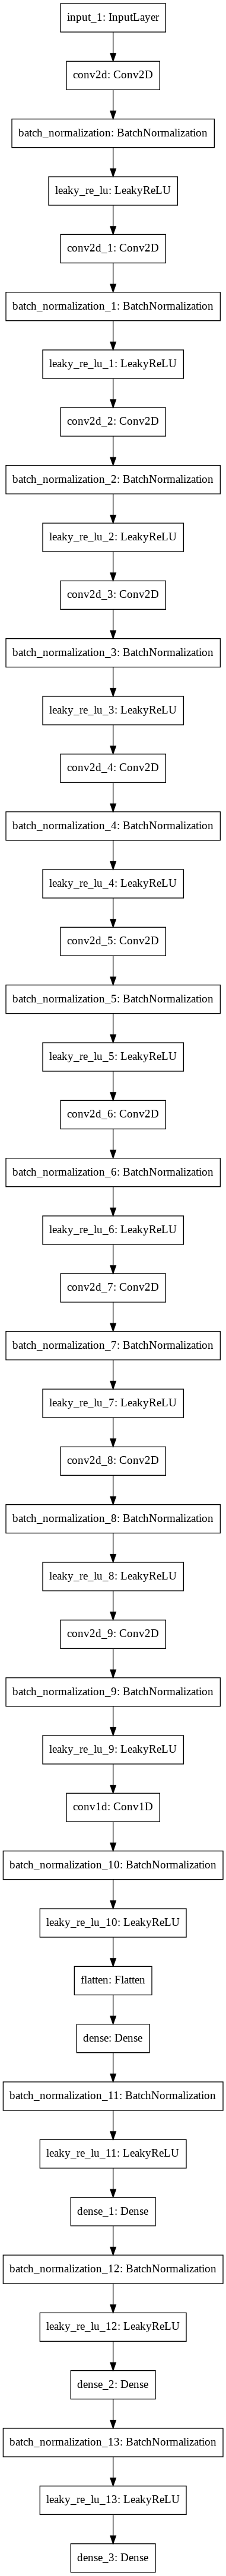 input_1: InputLayer
conv2d: Conv2D
batch_normalization: BatchNormalization
leaky_re_lu: LeakyReLU
conv2d_1: Conv2D
batch_normalization_1: BatchNormalization
leaky_re_lu_1: LeakyReLU
conv2d_2: Conv2D
batch_normalization_2: BatchNormalization
leaky_re_lu_2: LeakyReLU
conv2d_3: Conv2D
batch_normalization_3: BatchNormalization
leaky_re_lu_3: LeakyReLU
conv2d_4: Conv2D
batch_normalization_4: BatchNormalization
leaky_re_lu_4: LeakyReLU
conv2d_5: Conv2D
batch_normalization_5: BatchNormalization
leaky_re_lu_5: LeakyReLU
conv2d_6: Conv2D
batch_normalization_6: BatchNormalization
leaky_re_lu_6: LeakyReLU
conv2d_7: Conv2D
batch_normalization_7: BatchNormalization
leaky_re_lu_7: LeakyReLU
conv2d_8: Conv2D
batch_normalization_8: BatchNormalization
leaky_re_lu_8: LeakyReLU
conv2d_9: Conv2D
batch_normalization_9: BatchNormalization
leaky_re_lu_9: LeakyReLU
conv1d: Conv1D
batch_normalization_10: BatchNormalization
leaky_re_lu_10: LeakyReLU
flatten: Flatten
dense: Dense
batch_normalization_11: BatchNormalization
leaky_re_lu_11: LeakyReLU
dense_1: Dense
batch_normalization_12: BatchNormalization
leaky_re_lu_12: LeakyReLU
dense_2: Dense
batch_normalization_13: BatchNormalization
leaky_re_lu_13: LeakyReLU
dense_3: Dense